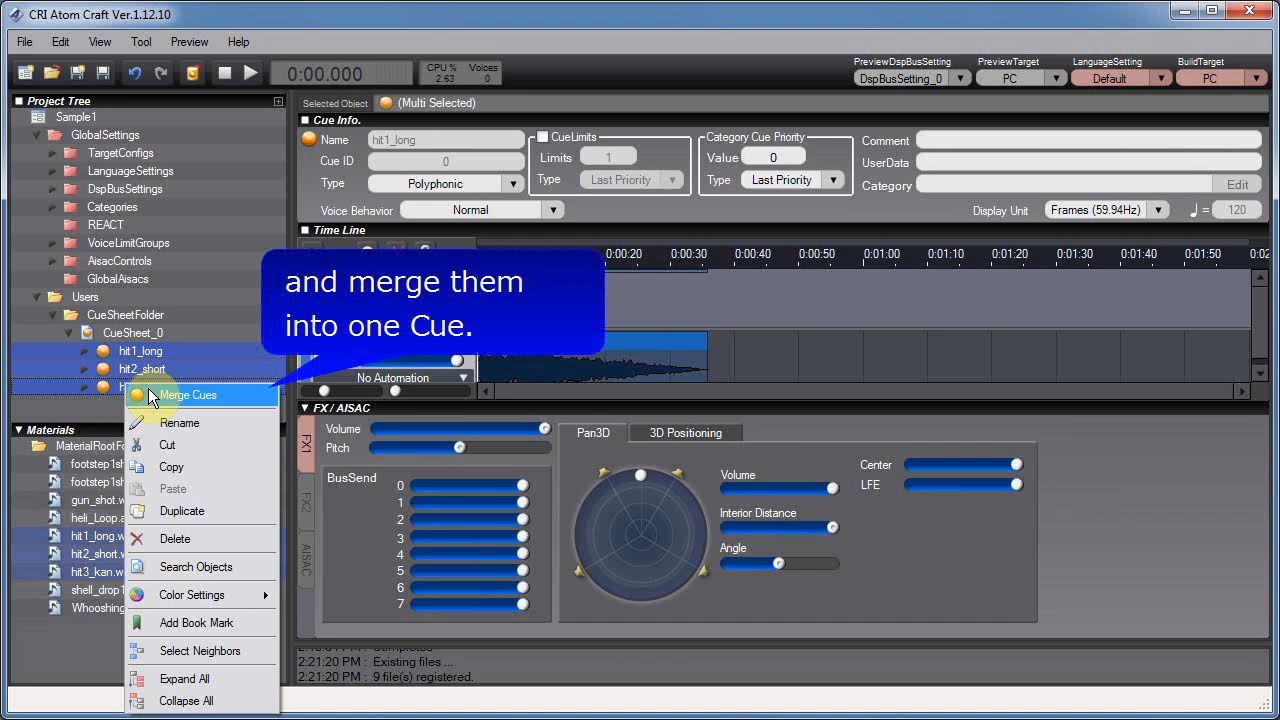 CRI Atom Craft Ver.1.12.10
File Edit View Tool Preview Help
0:00.000
CPU %
2.63
Voices
0
PreviewDspBusSetting
DspBusSetting_0
PreviewTarget
PC
LanguageSetting
Default
BuildTarget
PC
Project Tree
Sample1
GlobalSettings
TargetConfigs
LanguageSettings
DspBusSettings
Categories
REACT
VoiceLimitGroups
AisacControls
GlobalAisacs
Users
CueSheetFolder
CueSheet_0
hit1_long
hit2_short
Materials
footstep1sh
footstep1sh
gun_shot.w
heli_Loop.a
hit1_long.w
hit2_short.w
hit3_kan.w
shell_drop1
Whooshing
Merge Cues
Rename
Cut
Copy
Paste
Duplicate
Delete
Search Objects
Color Settings
Add Book Mark
Select Neighbors
Expand All
Collapse All
and merge them
into one Cue.
Selected Object (Multi Selected)
Cue Info.
Name hit1_long
Cue ID 0
Type Polyphonic
Voice Behavior Normal
CueLimits
Limits 1
Type Last Priority
Category Cue Priority
Value 0
Type Last Priority
Comment
UserData
Category Edit
Display Unit Frames (59.94Hz) = 120
Time Line
0:00:20 0:00:30 0:00:40 0:00:50 0:01:00 0:01:10 0:01:20 0:01:30 0:01:40 0:01:50
No Automation
FX / AISAC
FX1
FX2
AISAC
Volume
Pitch
BusSend
0
1
2
3
4
5
6
7
Pan3D 3D Positioning
Volume
Interior Distance
Angle
Center
LFE
2:21:20 PM : Existing files ...
2:21:20 PM : 9 file(s) registered.